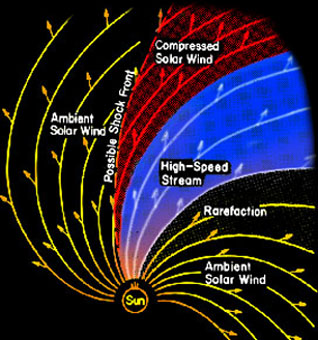 Compressed
Solar Wind
Possible Shock Front
Ambient
Solar Wind
High-Speed
Stream
Rarefaction
Ambient
Solar Wind
Sun